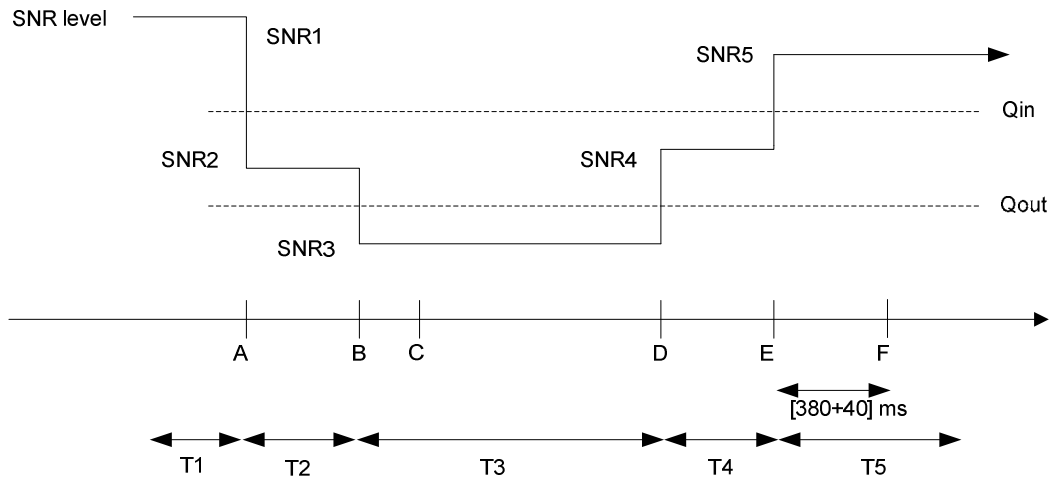 SNR level
SNR1
SNR5
Qin
SNR2
SNR4
Qout
SNR3
A
B
C
D
E
F
[380+40] ms
T1
T2
T3
T4
T5